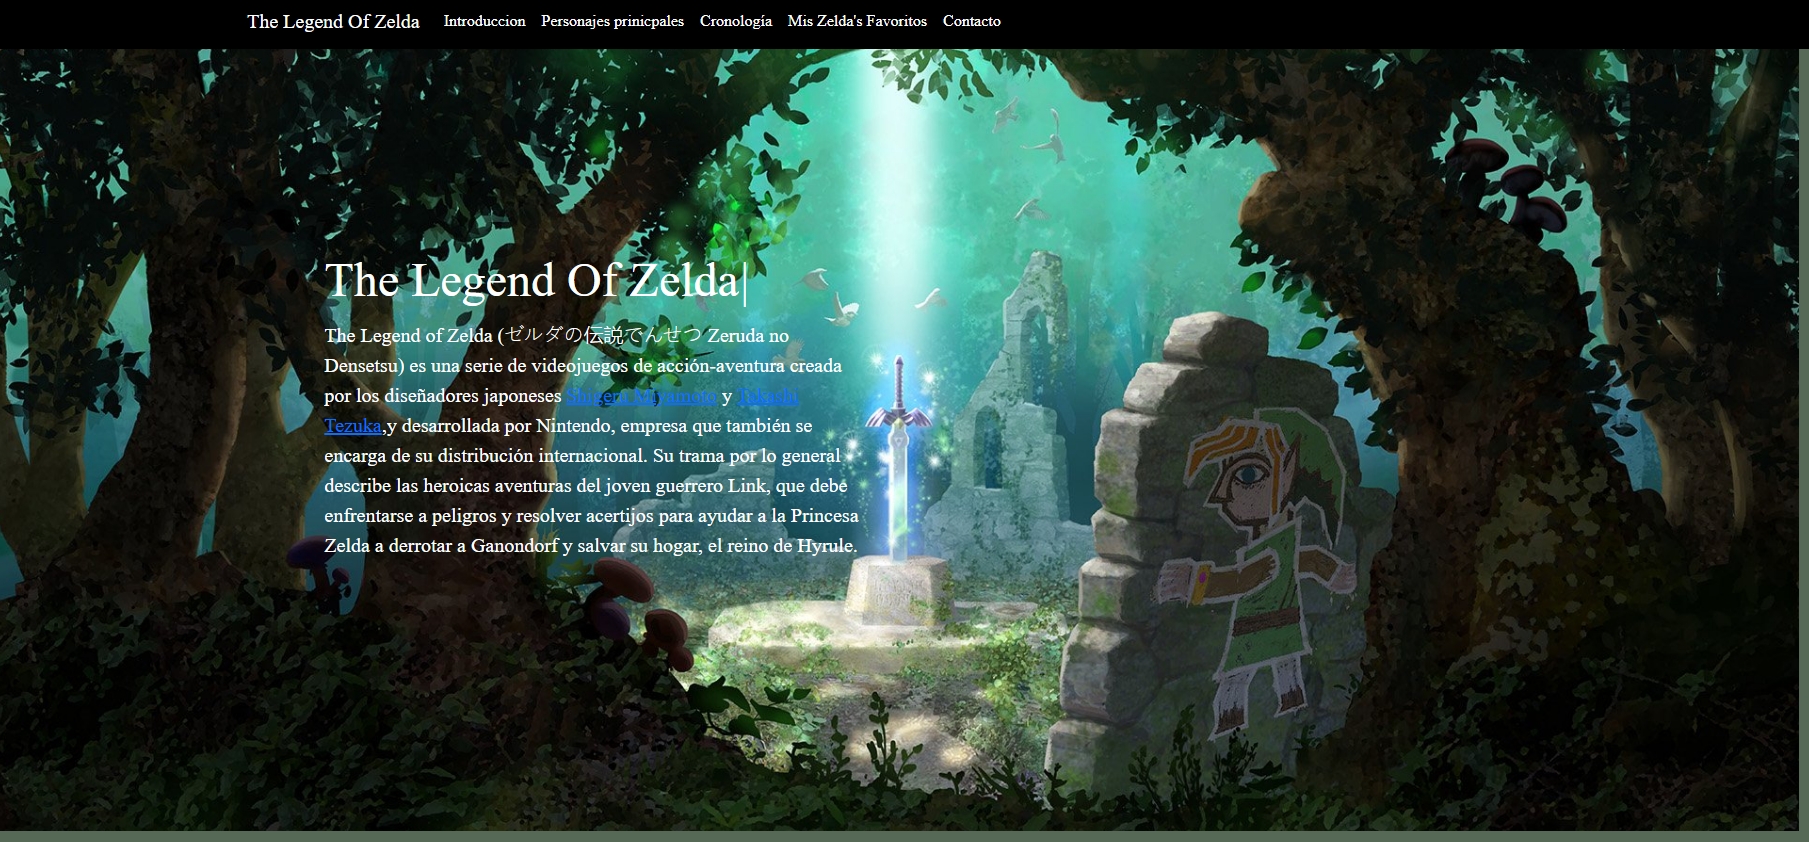 The Legend Of Zelda Introduccion Personajes prinicpales Cronología Mis Zelda's Favoritos Contacto
The Legend Of Zelda|
The Legend of Zelda (ゼルダの伝説でんせつ Zeruda no
Densetsu) es una serie de videojuegos de acción-aventura creada
por los diseñadores japoneses Shigeru Miyamoto y Takashi
Tezuka,y desarrollada por Nintendo, empresa que también se
encarga de su distribución internacional. Su trama por lo general
describe las heroicas aventuras del joven guerrero Link, que debe
enfrentarse a peligros y resolver acertijos para ayudar a la Princesa
Zelda a derrotar a Ganondorf y salvar su hogar, el reino de Hyrule.